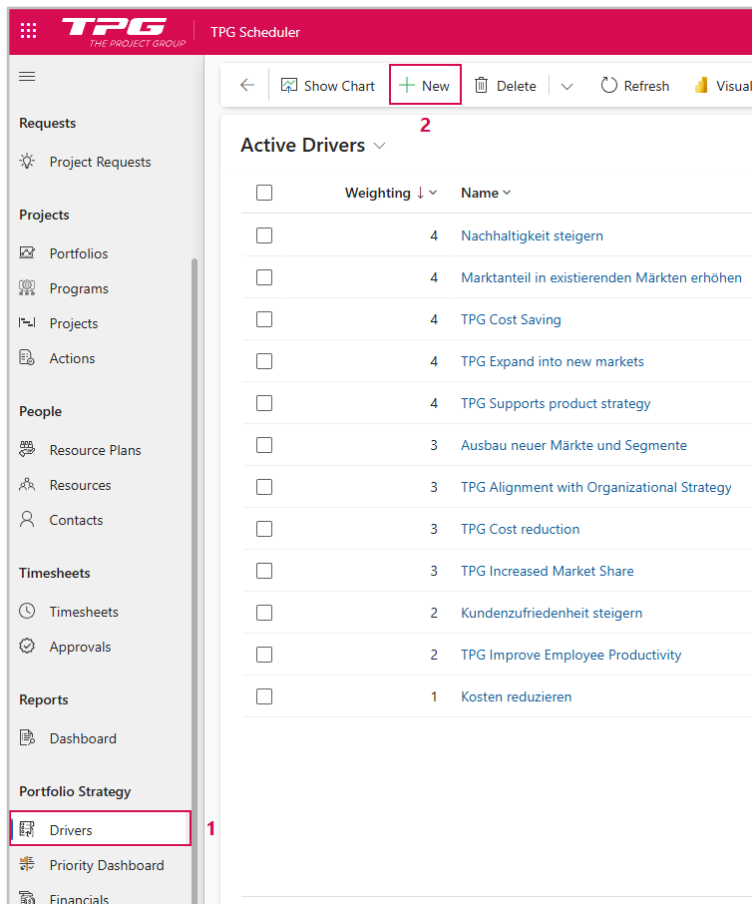 TPG
THE PROJECT GROUP
TPG Scheduler
Show Chart
New
Delete
Refresh
Visual
2
Requests
Project Requests
Projects
Portfolios
Programs
Projects
Actions
People
Resource Plans
Resources
Contacts
Timesheets
Timesheets
Approvals
Reports
Dashboard
Portfolio Strategy
Drivers
1
Priority Dashboard
Financials
Active Drivers
Weighting Name
4 Nachhaltigkeit steigern
4 Marktanteil in existierenden Märkten erhöhen
4 TPG Cost Saving
4 TPG Expand into new markets
4 TPG Supports product strategy
3 Ausbau neuer Märkte und Segmente
3 TPG Alignment with Organizational Strategy
3 TPG Cost reduction
3 TPG Increased Market Share
2 Kundenzufriedenheit steigern
2 TPG Improve Employee Productivity
1 Kosten reduzieren